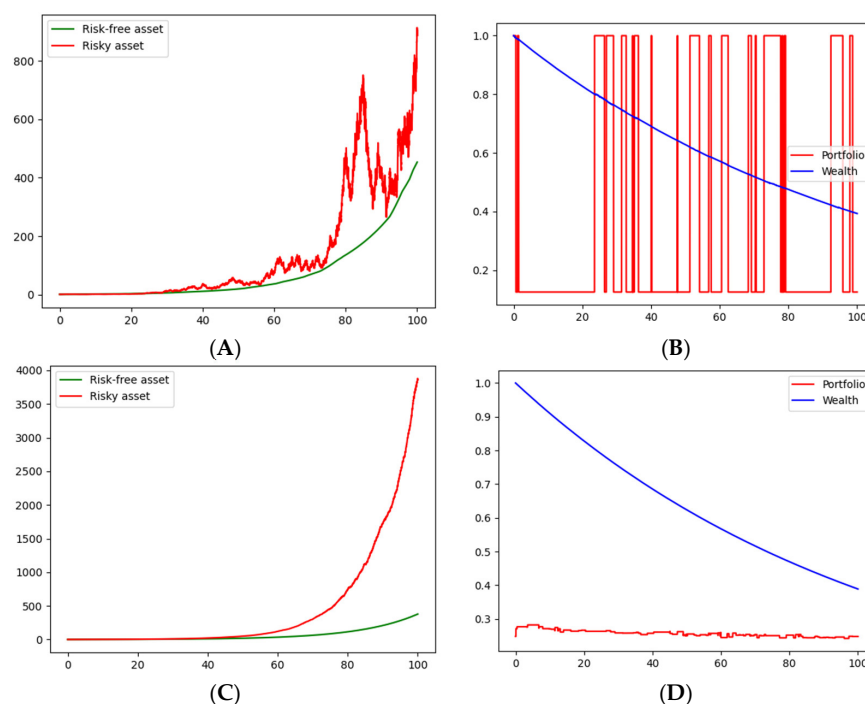 Risk-free asset
Risky asset
800
600
400
200
0
0 20 40 60 80 100
(A)
1.0
0.8
0.6
0.4
0.2
Portfolio
Wealth
0 20 40 60 80 100
(B)
4000
3500
3000
2500
2000
1500
1000
500
0
Risk-free asset
Risky asset
0 20 40 60 80 100
(C)
1.0
0.9
0.8
0.7
0.6
0.5
0.4
0.3
Portfolio
Wealth
0 20 40 60 80 100
(D)